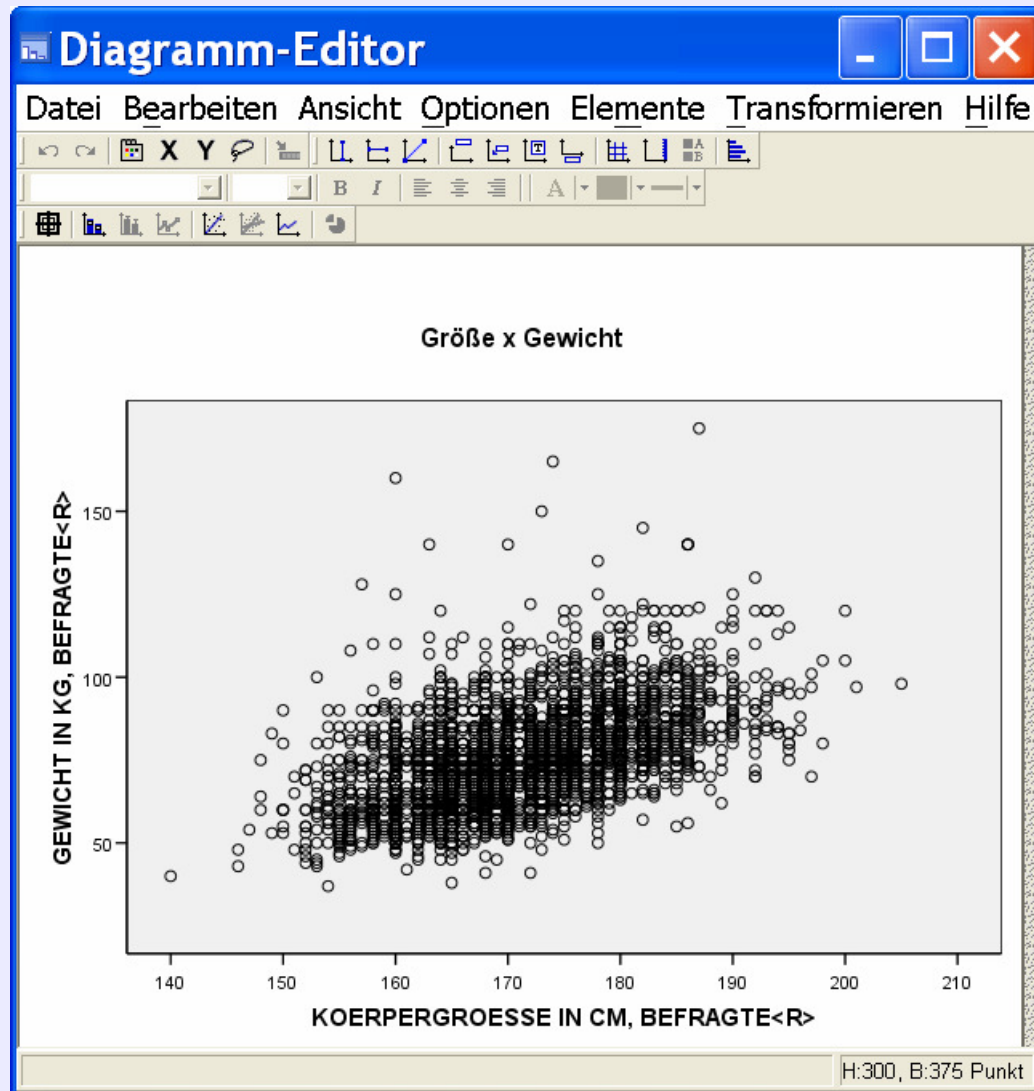 Diagramm-Editor
Datei Bearbeiten Ansicht Optionen Elemente Transformieren Hilfe
X Y T A B
B I A
Größe x Gewicht
GEWICHT IN KG, BEFRAGTE<R>
150
100
50
140 150 160 170 180 190 200 210
KOERPERGROESSE IN CM, BEFRAGTE<R>
H:300, B:375 Punkt